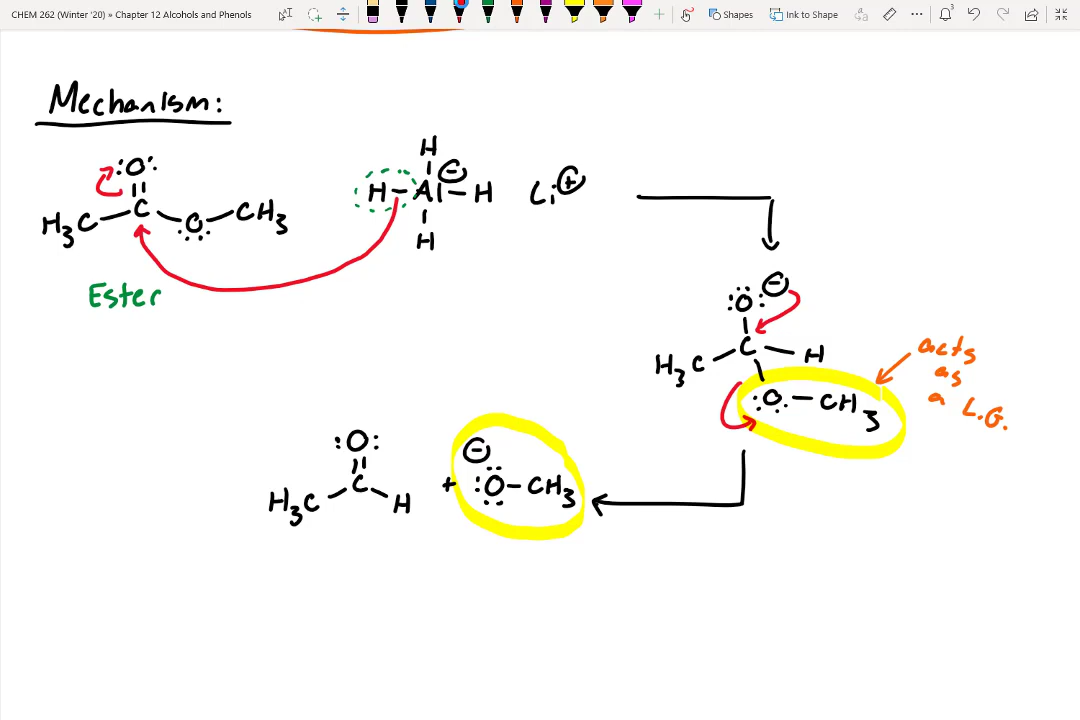 CHEM 262 (Winter '20) » Chapter 12 Alcohols and Phenols
Shapes
Ink to Shape
3
Mechanism:
:O:
H3C C O CH3
Ester
H
H–Al–H Li
H
⊖
⊕
:O: ⊖
H3C C H
:O: – CH3
acts
as
a L.G.
:O:
H3C C H
+ ⊖ :O–CH3